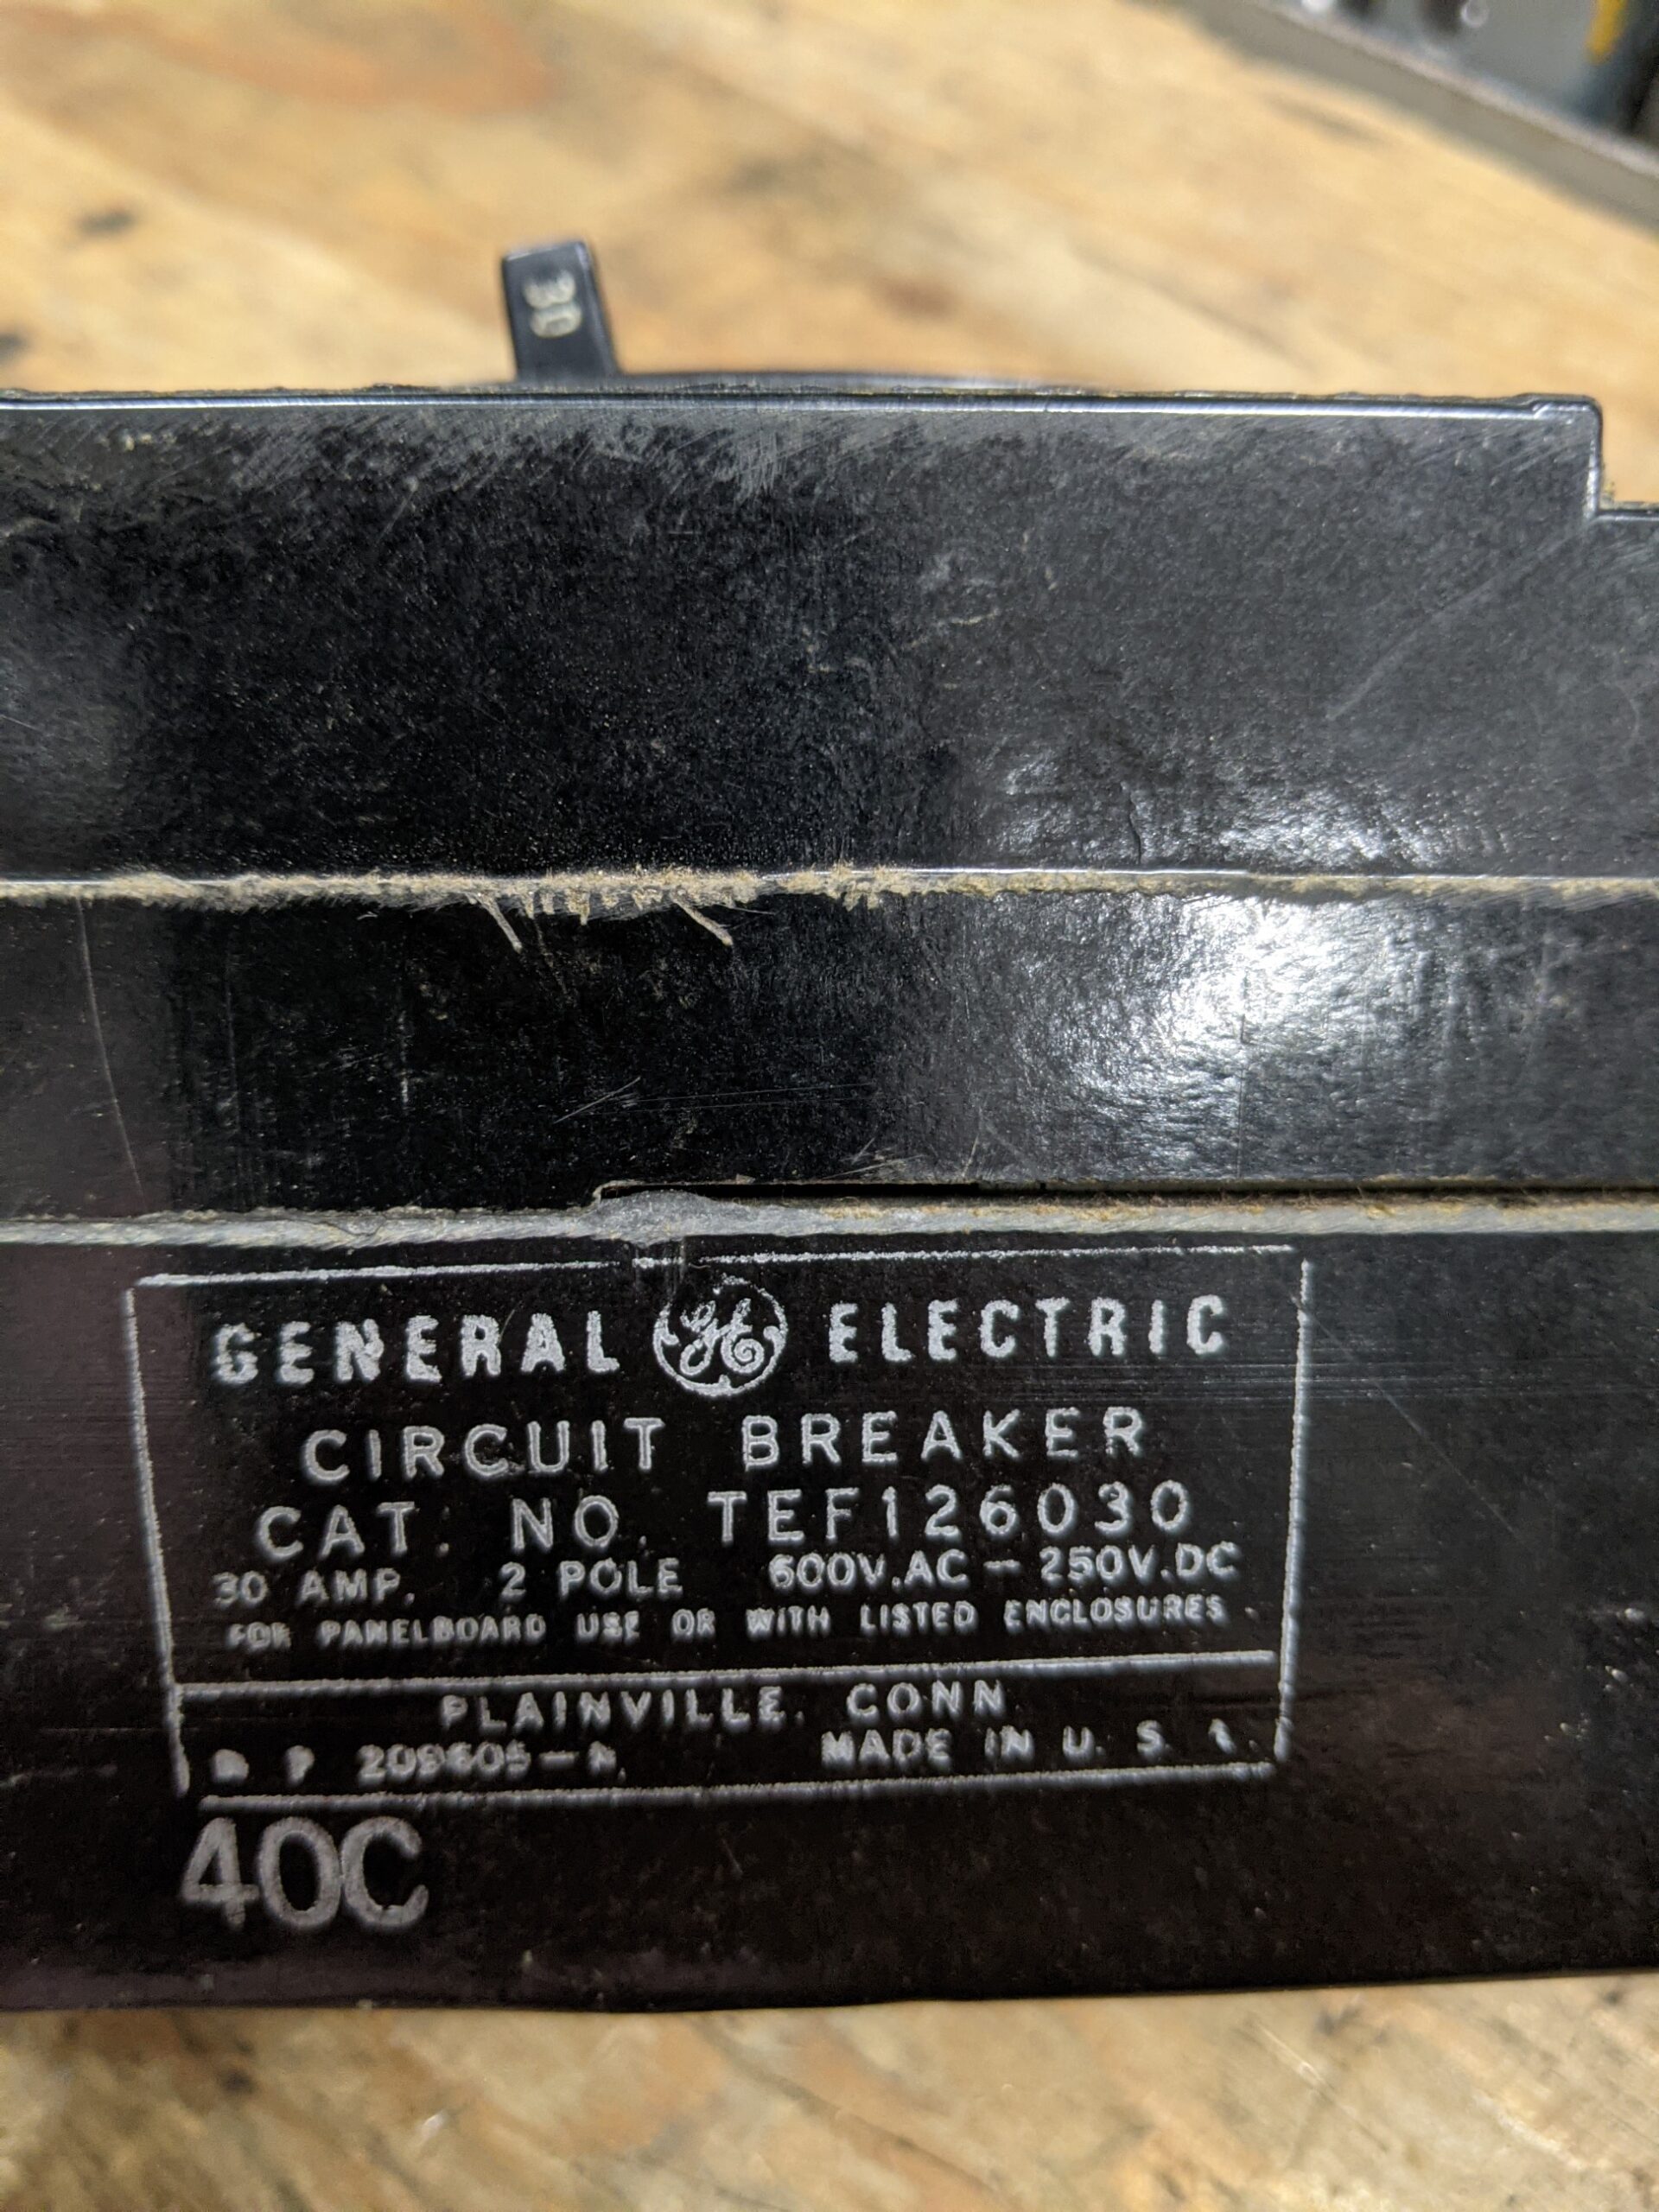 30
GENERAL GE ELECTRIC
CIRCUIT BREAKER
CAT. NO. TEF126030
30 AMP. 2 POLE 600V.AC - 250V.DC
FOR PANELBOARD USE OR WITH LISTED ENCLOSURES
PLAINVILLE, CONN
MADE IN U. S.
40C